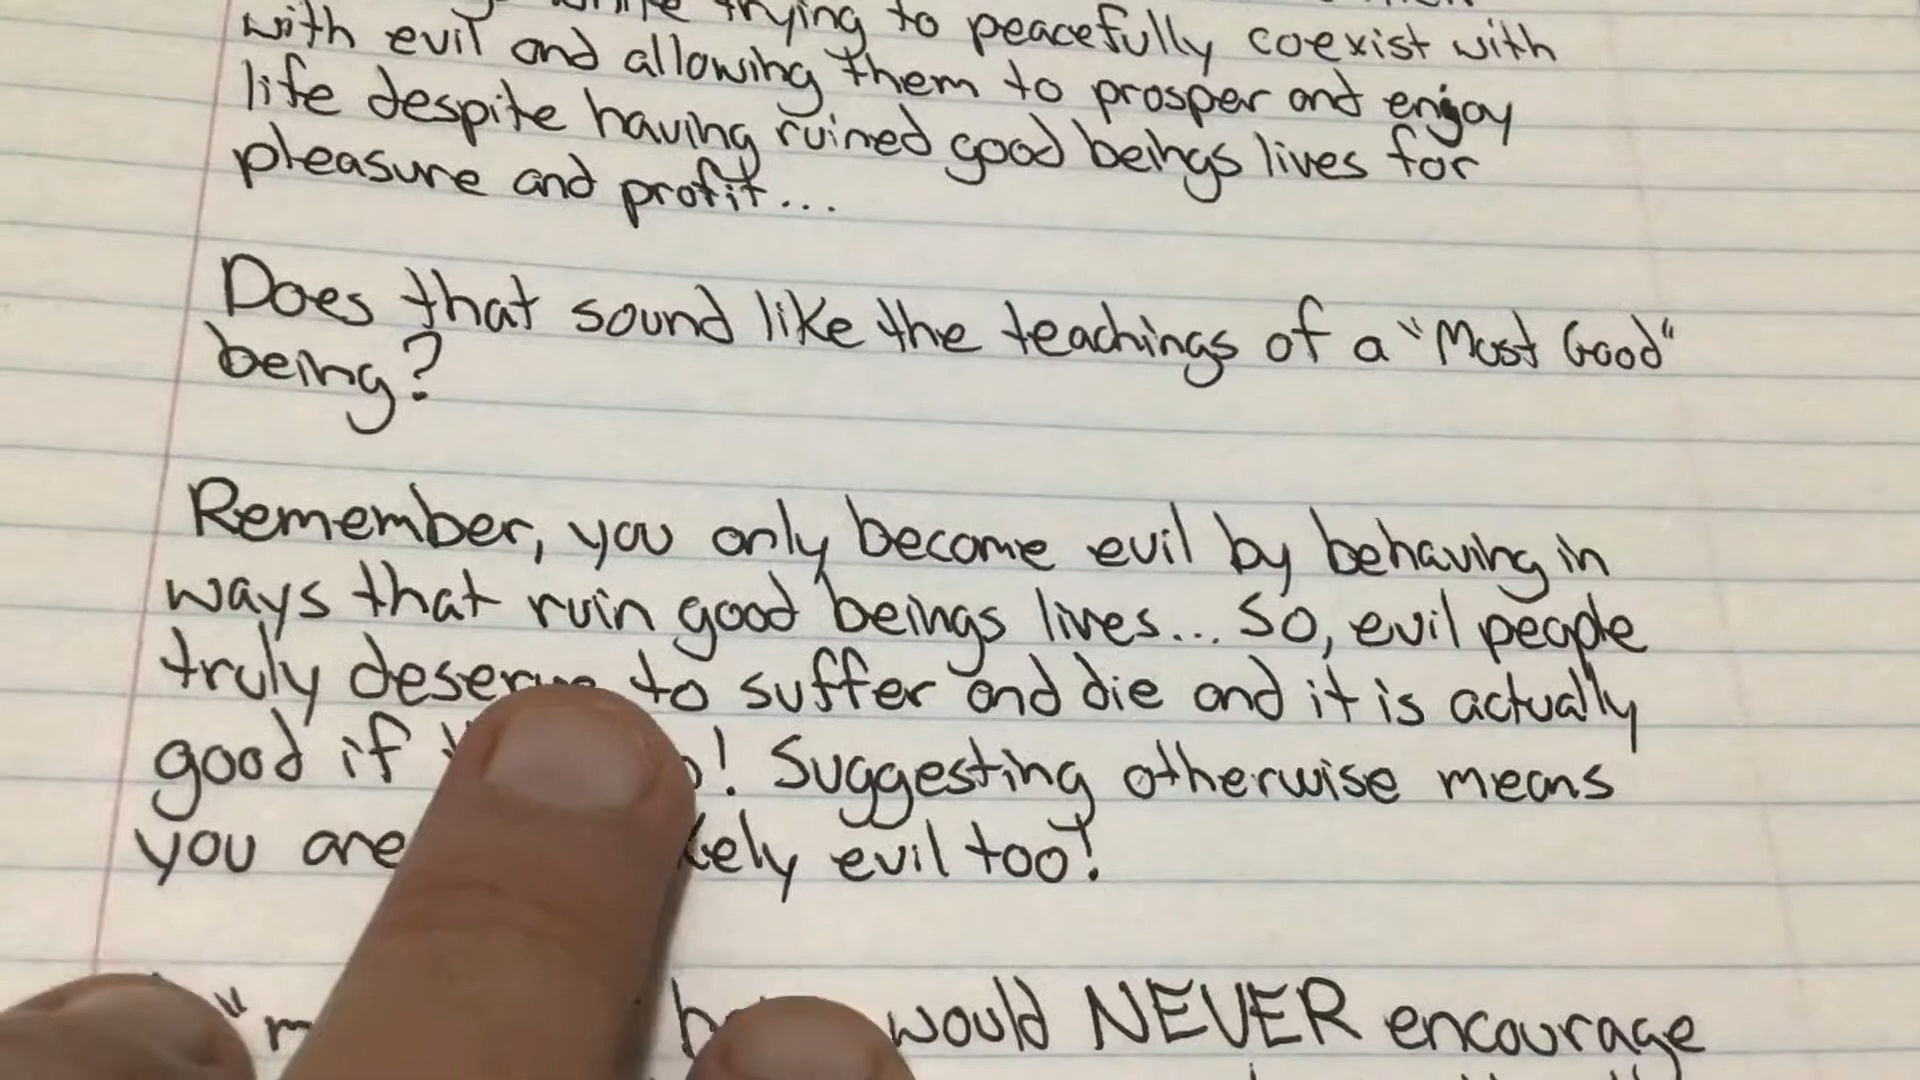 trying to peacefully coexist with
with evil and allowing them to prosper and enjoy
life despite having ruined good beings lives for
pleasure and profit...
Does that sound like the teachings of a "Most Good"
being?
Remember, you only become evil by behaving in
ways that ruin good beings lives... So, evil people
truly deserve to suffer and die and it is actually
good if ! Suggesting otherwise means
you are evil too!
would NEVER encourage